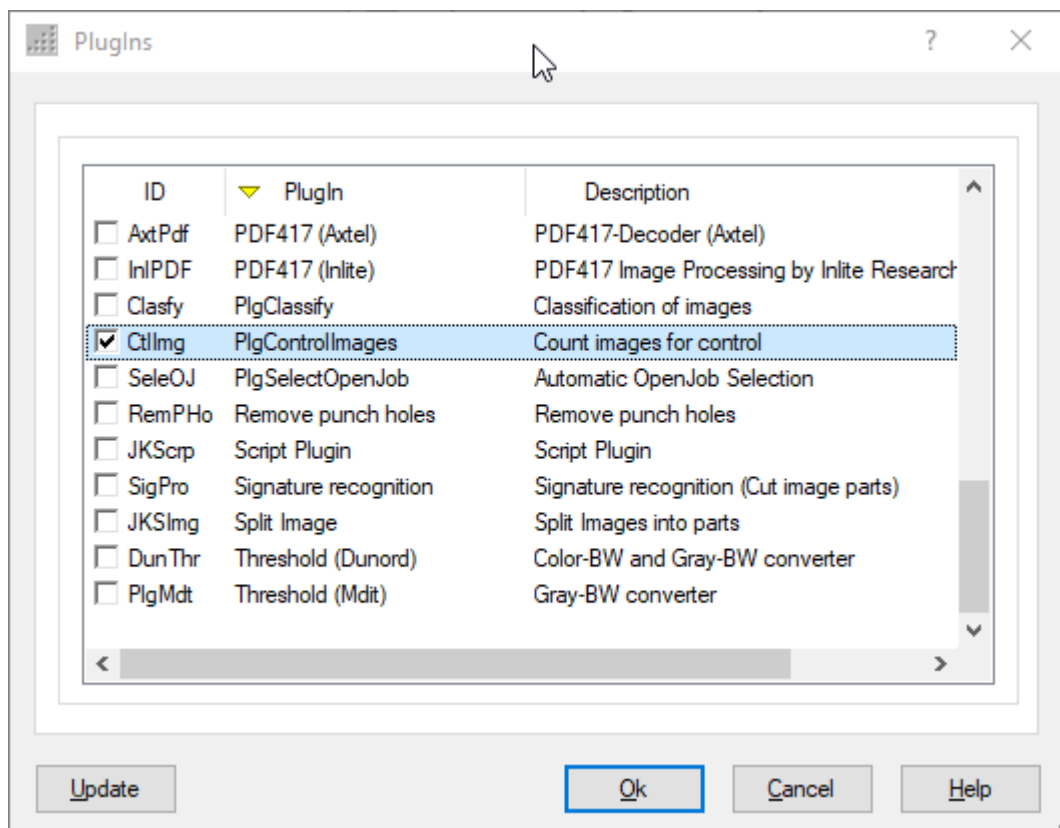 PlugIns
ID PlugIn Description
AxtPdf PDF417 (Axtel) PDF417-Decoder (Axtel)
InlPDF PDF417 (Inlite) PDF417 Image Processing by Inlite Research
Clasfy PlgClassify Classification of images
CtlImg PlgControlImages Count images for control
SeleOJ PlgSelectOpenJob Automatic OpenJob Selection
RemPHo Remove punch holes Remove punch holes
JKScrp Script Plugin Script Plugin
SigPro Signature recognition Signature recognition (Cut image parts)
JKSImg Split Image Split Images into parts
DunThr Threshold (Dunord) Color-BW and Gray-BW converter
PlgMdt Threshold (Mdit) Gray-BW converter
Update Ok Cancel Help